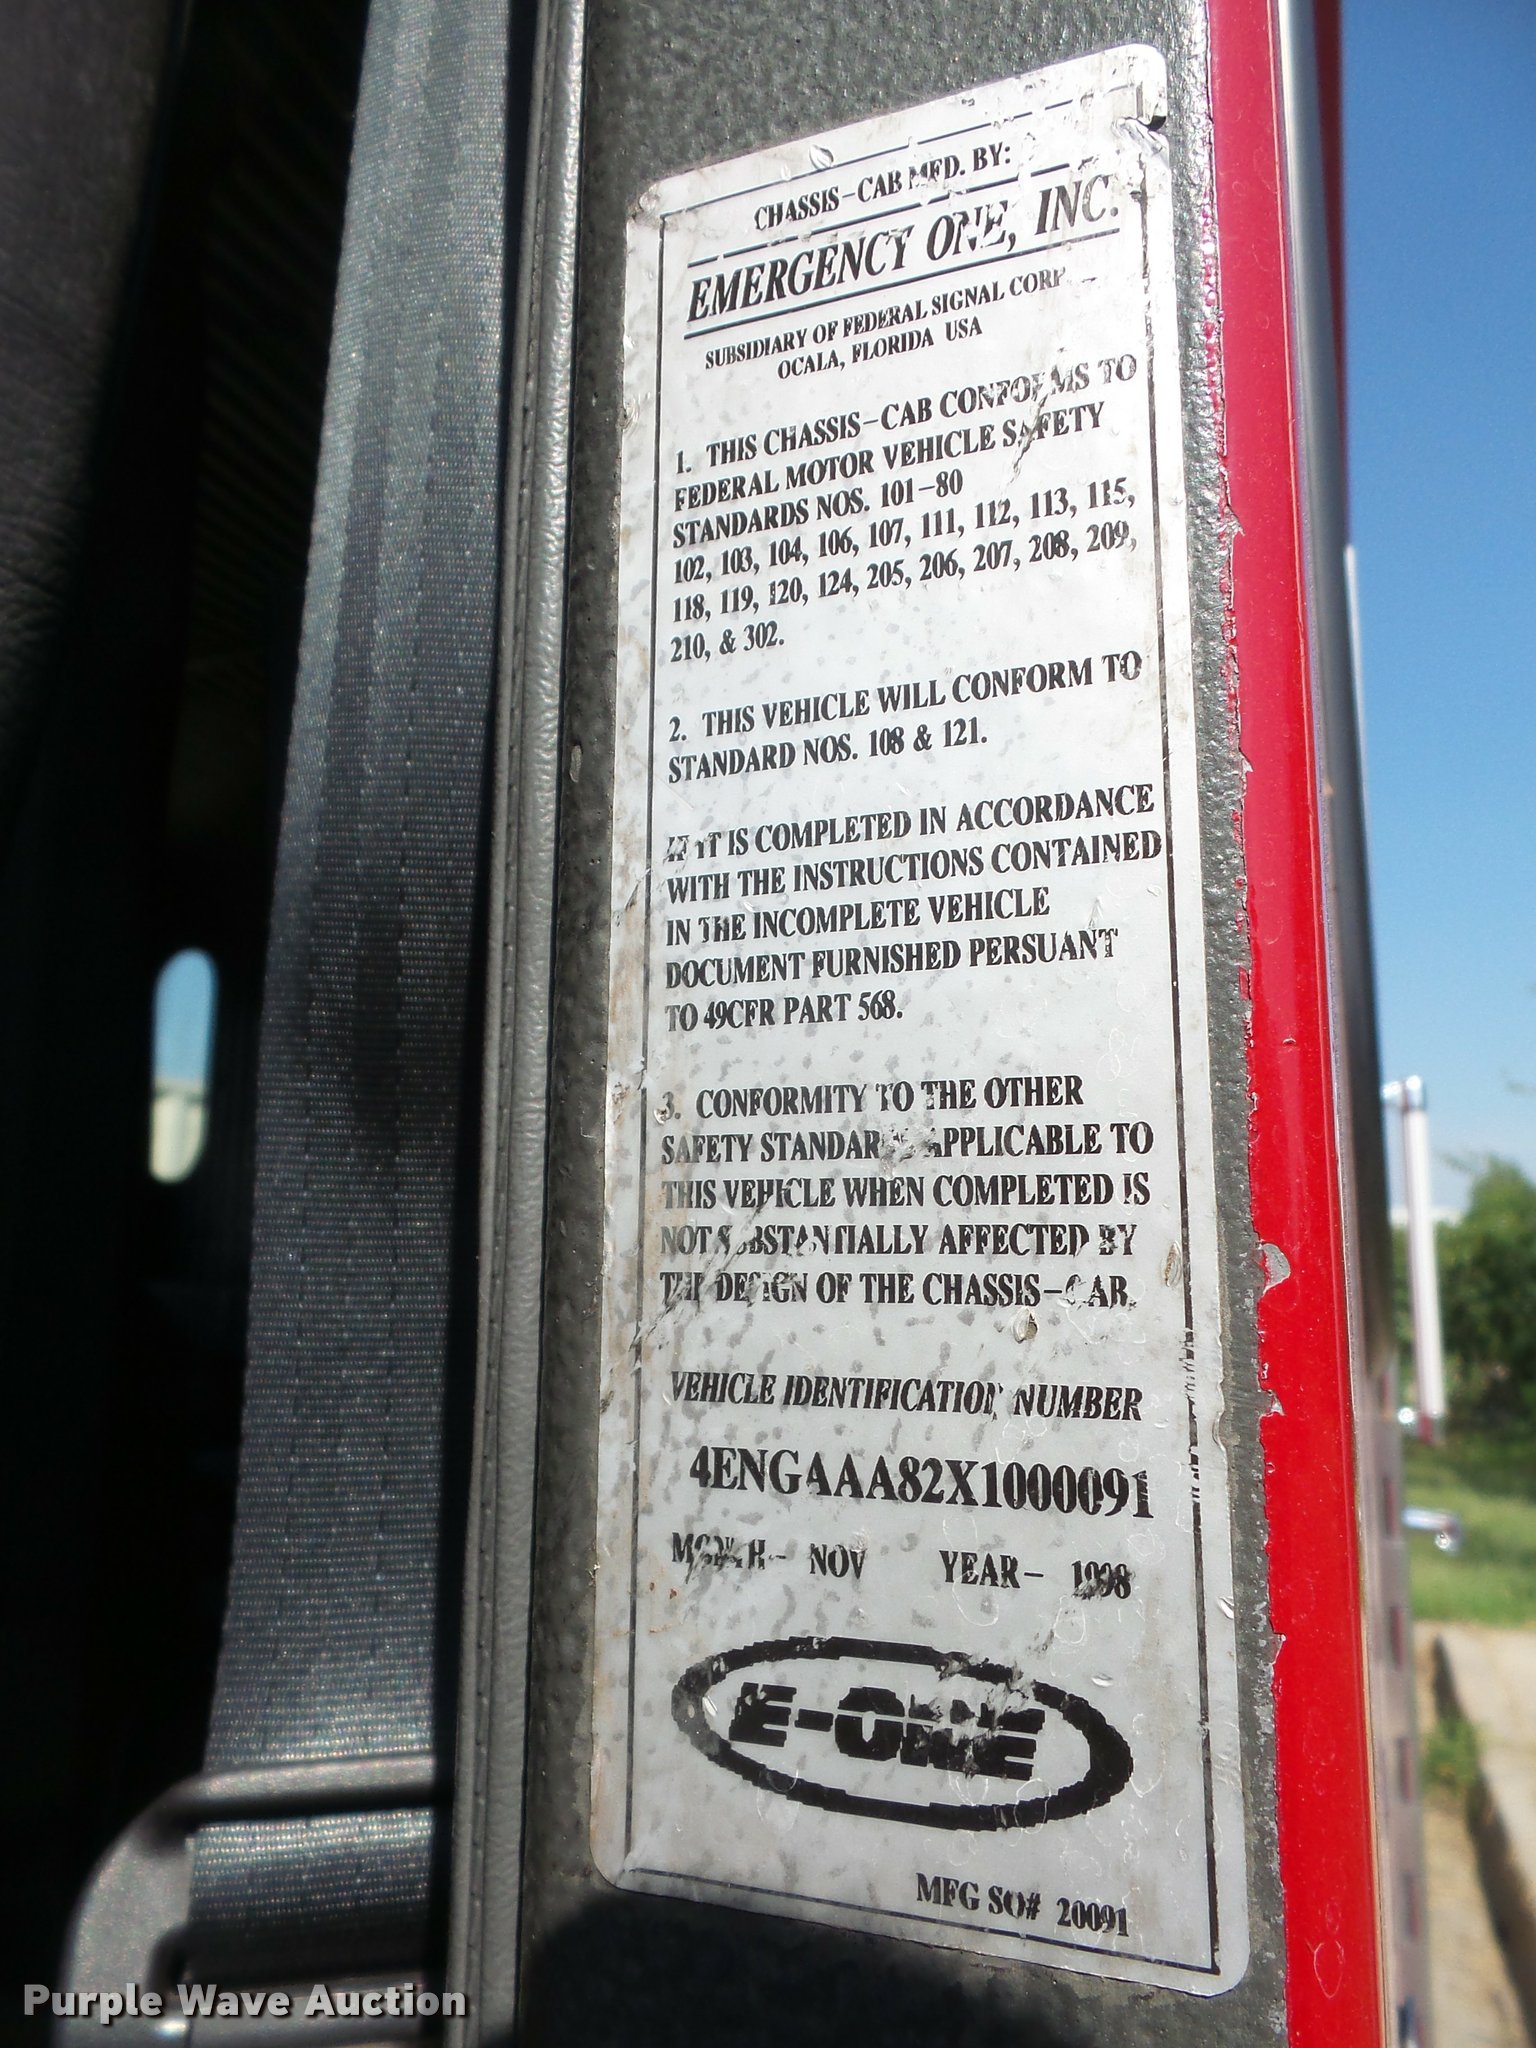 CHASSIS-CAB MFD. BY:
EMERGENCY ONE, INC.
SUBSIDIARY OF FEDERAL SIGNAL CORP.
OCALA, FLORIDA USA
1. THIS CHASSIS-CAB CONFORMS TO
FEDERAL MOTOR VEHICLE SAFETY
STANDARDS NOS. 101-80
102, 103, 104, 106, 107, 111, 112, 113, 115,
118, 119, 120, 124, 205, 206, 207, 208, 209,
210, & 302.
2. THIS VEHICLE WILL CONFORM TO
STANDARD NOS. 108 & 121.
IF IT IS COMPLETED IN ACCORDANCE
WITH THE INSTRUCTIONS CONTAINED
IN THE INCOMPLETE VEHICLE
DOCUMENT FURNISHED PERSUANT
TO 49CFR PART 568.
3. CONFORMITY TO THE OTHER
SAFETY STANDARDS APPLICABLE TO
THIS VEHICLE WHEN COMPLETED IS
NOT SUBSTANTIALLY AFFECTED BY
THE DESIGN OF THE CHASSIS-CAB.
VEHICLE IDENTIFICATION NUMBER
4ENGAAA82X1000091
MONTH- NOV YEAR- 1998
E-ONE
MFG SO# 20091
Purple Wave Auction